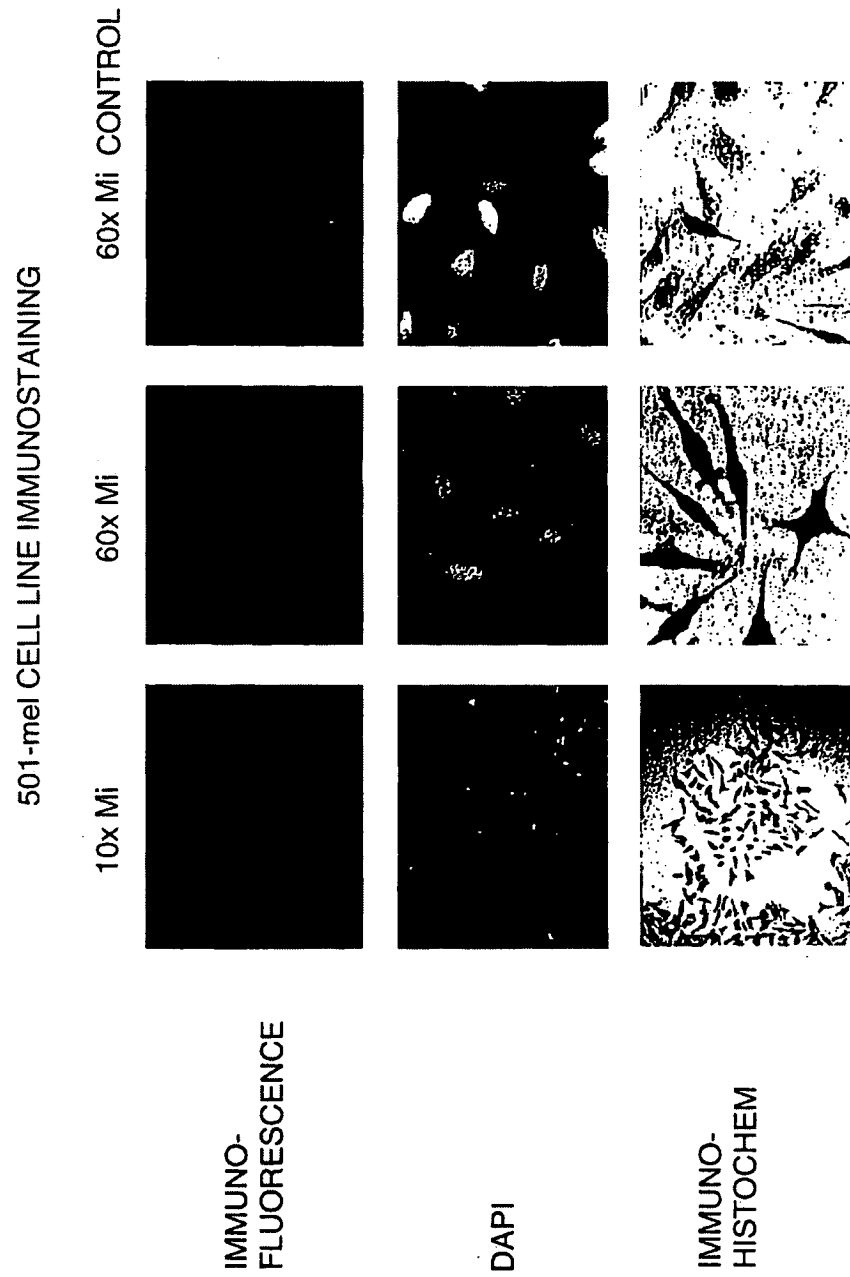 501-mel CELL LINE IMMUNOSTAINING
10x Mi 60x Mi 60x Mi CONTROL
IMMUNO-
FLUORESCENCE
DAPI
IMMUNO-
HISTOCHEM